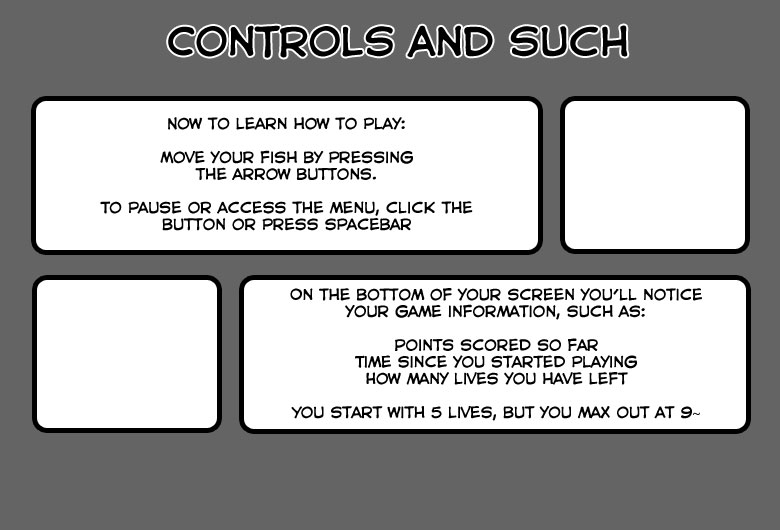 CONTROLS AND SUCH
NOW TO LEARN HOW TO PLAY:
MOVE YOUR FISH BY PRESSING
THE ARROW BUTTONS.
TO PAUSE OR ACCESS THE MENU, CLICK THE
BUTTON OR PRESS SPACEBAR
ON THE BOTTOM OF YOUR SCREEN YOU'LL NOTICE
YOUR GAME INFORMATION, SUCH AS:
POINTS SCORED SO FAR
TIME SINCE YOU STARTED PLAYING
HOW MANY LIVES YOU HAVE LEFT
YOU START WITH 5 LIVES, BUT YOU MAX OUT AT 9~